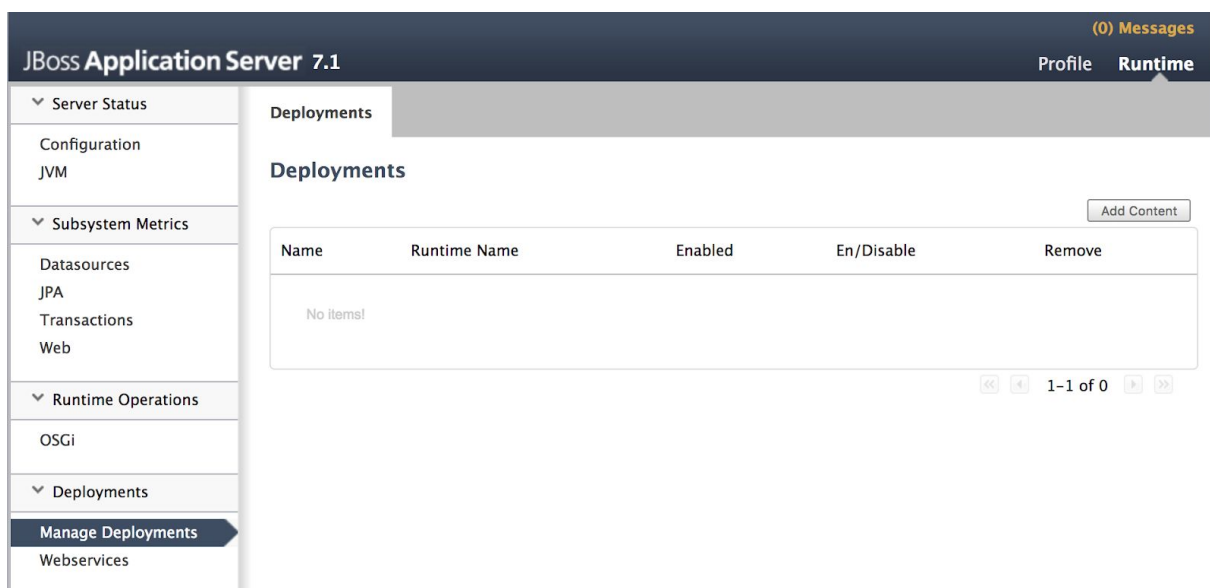 (0) Messages
JBoss Application Server 7.1
Profile Runtime
Server Status
Configuration
JVM
Subsystem Metrics
Datasources
JPA
Transactions
Web
Runtime Operations
OSGi
Deployments
Manage Deployments
Webservices
Deployments
Deployments
Add Content
Name Runtime Name Enabled En/Disable Remove
No items!
1-1 of 0